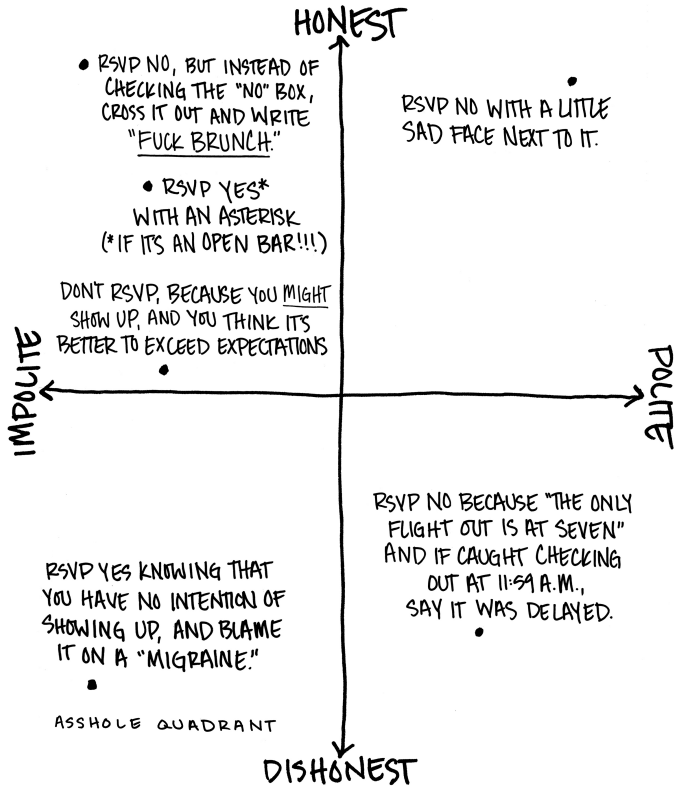 HONEST
• RSVP NO, BUT INSTEAD OF
CHECKING THE "NO" BOX,
CROSS IT OUT AND WRITE
"FUCK BRUNCH."
RSVP NO WITH A LITTLE
SAD FACE NEXT TO IT.
• RSVP YES*
WITH AN ASTERISK
(*IF IT'S AN OPEN BAR!!!)
DON'T RSVP, BECAUSE YOU MIGHT
SHOW UP, AND YOU THINK IT'S
BETTER TO EXCEED EXPECTATIONS
IMPOLITE
POLITE
RSVP NO BECAUSE "THE ONLY
FLIGHT OUT IS AT SEVEN"
AND IF CAUGHT CHECKING
OUT AT 11:59 A.M.,
SAY IT WAS DELAYED.
RSVP YES KNOWING THAT
YOU HAVE NO INTENTION OF
SHOWING UP, AND BLAME
IT ON A "MIGRAINE."
ASSHOLE QUADRANT
DISHONEST